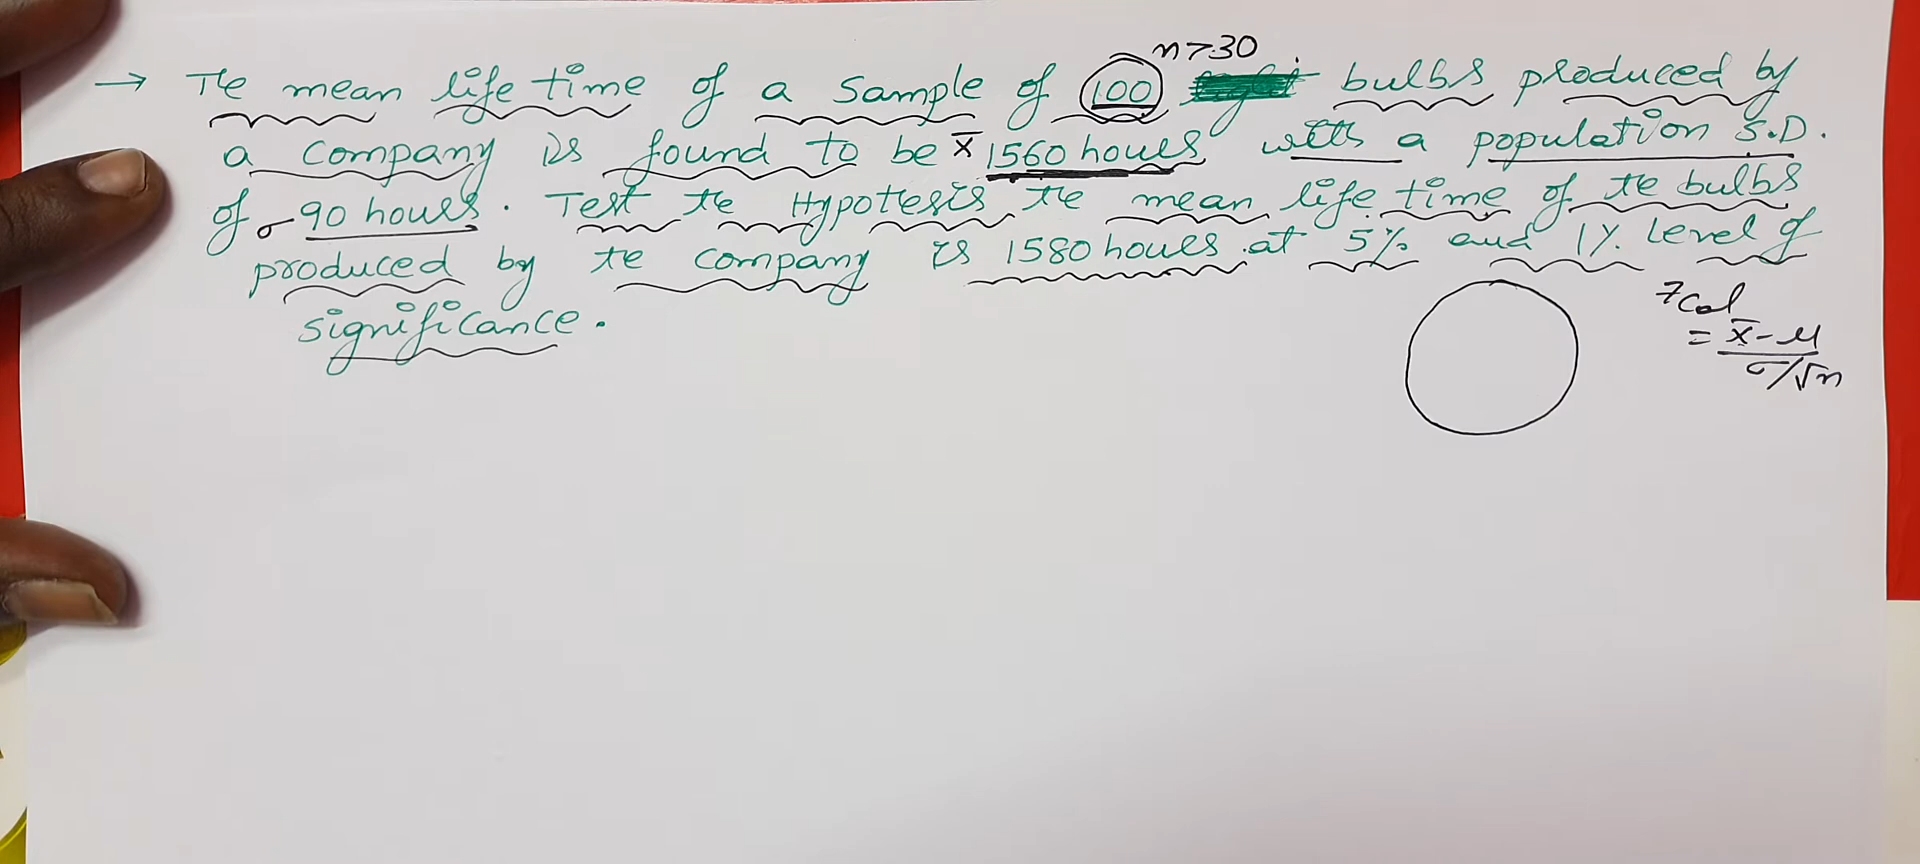 n > 30
→ The mean life time of a sample of 100 bulbs produced by
a company is found to be x̄ 1560 hours with a population S.D.
of σ 90 hours. Test the Hypothesis the mean life time of the bulbs
produced by the company is 1580 hours at 5% and 1% Level of
significance.
Zcal
= x̄ - μ
σ/√n